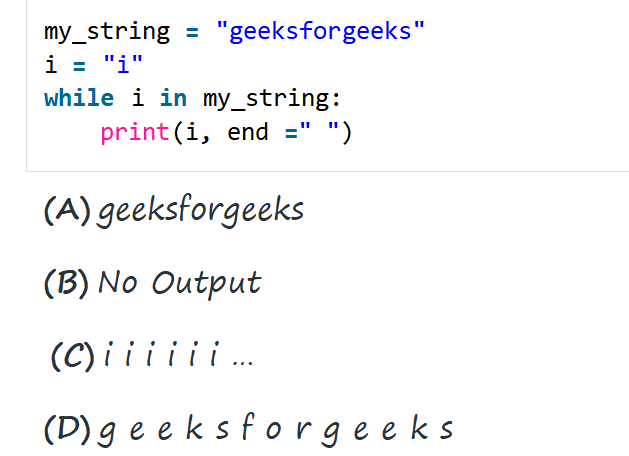 my_string = "geeksforgeeks"
i = "i"
while i in my_string:
    print(i, end =" ")
(A) geeksforgeeks
(B) No Output
(C) i i i i i i ...
(D) g e e k s f o r g e e k s